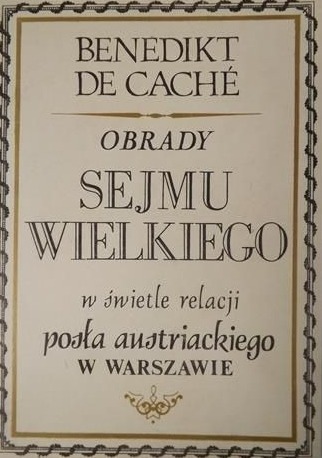 BENEDIKT
DE CACHÉ
OBRADY
SEJMU
WIELKIEGO
w świetle relacji
posła austriackiego
W WARSZAWIE